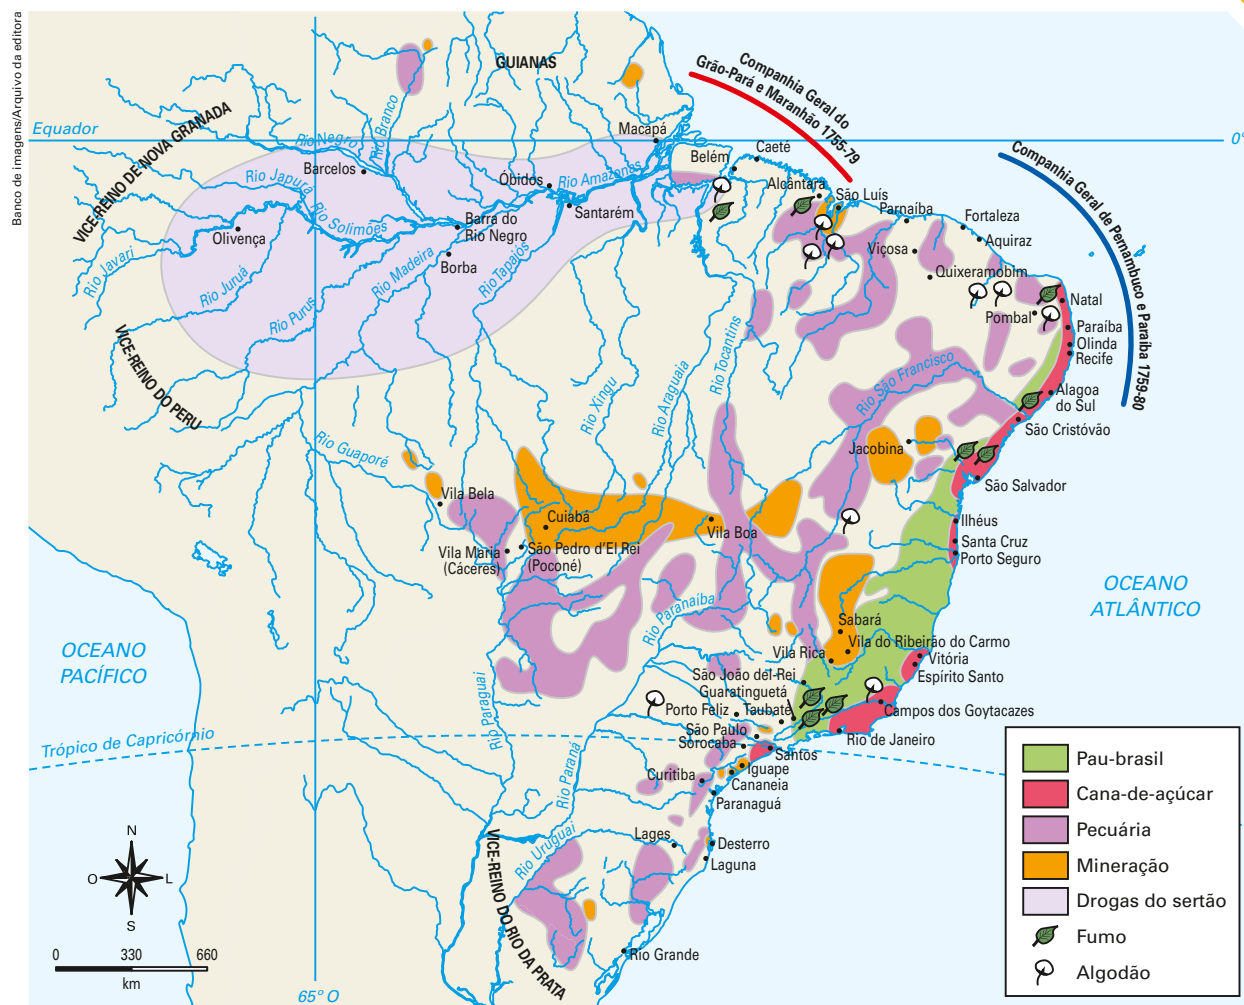 Banco de imagens/Arquivo da editora
GUIANAS
Companhia Geral do
Grão-Pará e Maranhão 1755-79
Companhia Geral de Pernambuco e Paraíba 1759-80
VICE-REINO DE NOVA GRANADA
VICE-REINO DO PERU
VICE-REINO DO RIO DA PRATA
Equador
0°
Rio Negro
Rio Branco
Macapá
Belém
Caeté
Barcelos
Óbidos
Rio Amazonas
Alcântara
São Luís
Rio Japurá
Santarém
Parnaíba
Fortaleza
Rio Solimões
Barra do
Rio Negro
Olivença
Viçosa
Aquiraz
Rio Javari
Borba
Rio Madeira
Rio Tapajós
Quixeramobim
Rio Juruá
Rio Purus
Natal
Pombal
Paraíba
Olinda
Recife
Rio Tocantins
Rio São Francisco
Rio Xingu
Rio Araguaia
Alagoa
do Sul
São Cristóvão
Rio Guaporé
Jacobina
São Salvador
Vila Bela
Cuiabá
Vila Boa
Ilhéus
Santa Cruz
Porto Seguro
Vila Maria
(Cáceres)
São Pedro d'El Rei
(Poconé)
OCEANO
ATLÂNTICO
Rio Paranaíba
Sabará
Vila do Ribeirão do Carmo
Vila Rica
Vitória
Espírito Santo
OCEANO
PACÍFICO
São João del-Rei
Guaratinguetá
Rio Paraguai
Porto Feliz
Taubaté
Campos dos Goytacazes
São Paulo
Sorocaba
Rio de Janeiro
Trópico de Capricórnio
Santos
Iguape
Cananeia
Curitiba
Paranaguá
Rio Paraná
Rio Uruguai
Lages
Desterro
Laguna
Rio Grande
N
O
L
S
0
330
660
km
65° O
Pau-brasil
Cana-de-açúcar
Pecuária
Mineração
Drogas do sertão
Fumo
Algodão